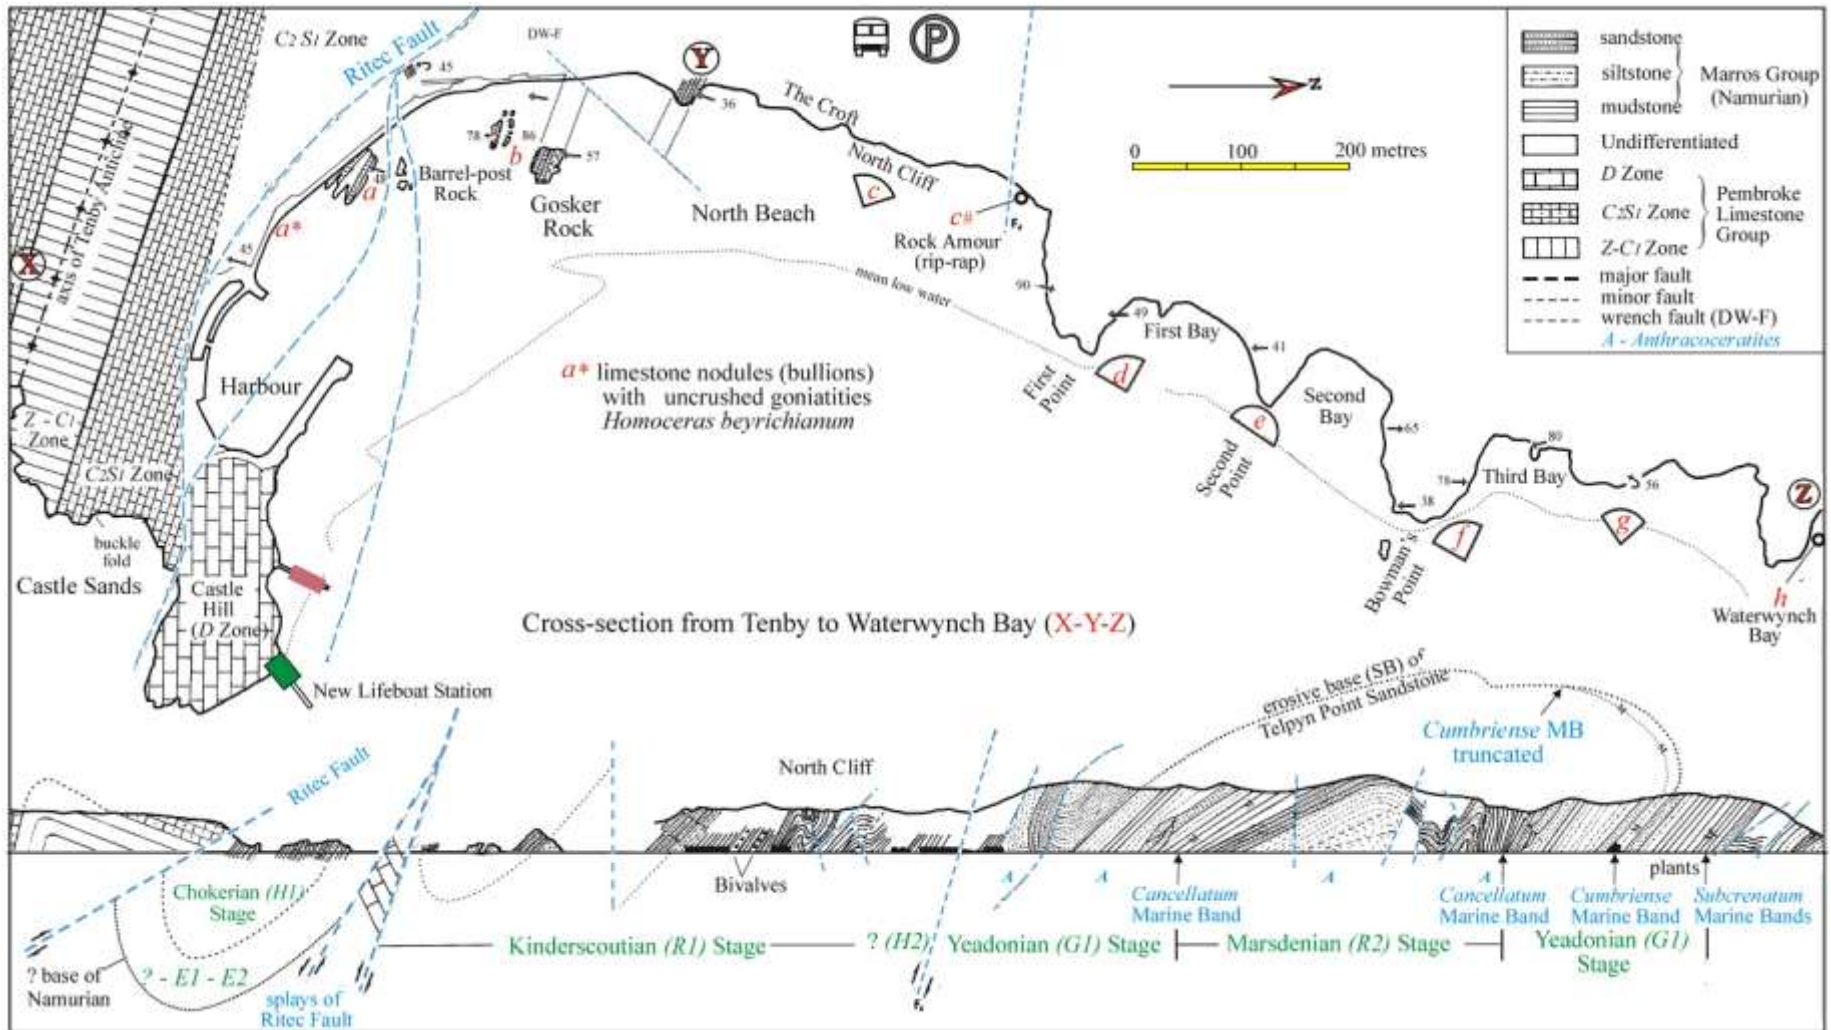 C2 S1 Zone
Ritec Fault
45
DW-F
Y
36
P
The Croft
North Cliff
Z
0 100 200 metres
sandstone
siltstone
mudstone
Marros Group
(Namurian)
Undifferentiated
D Zone
C2S1 Zone
Z-C1 Zone
Pembroke
Limestone
Group
major fault
minor fault
wrench fault (DW-F)
A - Anthracoceratites
axis of Tenby Anticline
X
a*
45
a
78
86
b
57
Barrel-post
Rock
Gosker
Rock
North Beach
c
c#
Rock Amour
(rip-rap)
mean low water
90
49
First Bay
41
First
Point
d
Second
Bay
e
Second
Point
65
38
78
80
Third Bay
56
f
Bowman's
Point
g
Z
h
Waterwynch
Bay
Harbour
a* limestone nodules (bullions)
with uncrushed goniatities
Homoceras beyrichianum
Z - C1
Zone
C2S1 Zone
buckle
fold
Castle Sands
Castle
Hill
(D Zone)
New Lifeboat Station
Cross-section from Tenby to Waterwynch Bay (X-Y-Z)
erosive base (SB) of
Telpyn Point Sandstone
Cumbriense MB
truncated
M
M
Ritec Fault
North Cliff
Bivalves
Chokerian (H1)
Stage
? base of
Namurian
? - E1 - E2
splays of
Ritec Fault
Kinderscoutian (R1) Stage
? (H2)
Yeadonian (G1) Stage
Marsdenian (R2) Stage
Yeadonian (G1)
Stage
A
A
A
A
Cancellatum
Marine Band
Cancellatum
Marine Band
Cumbriense
Marine Band
plants
Subcrenatum
Marine Bands